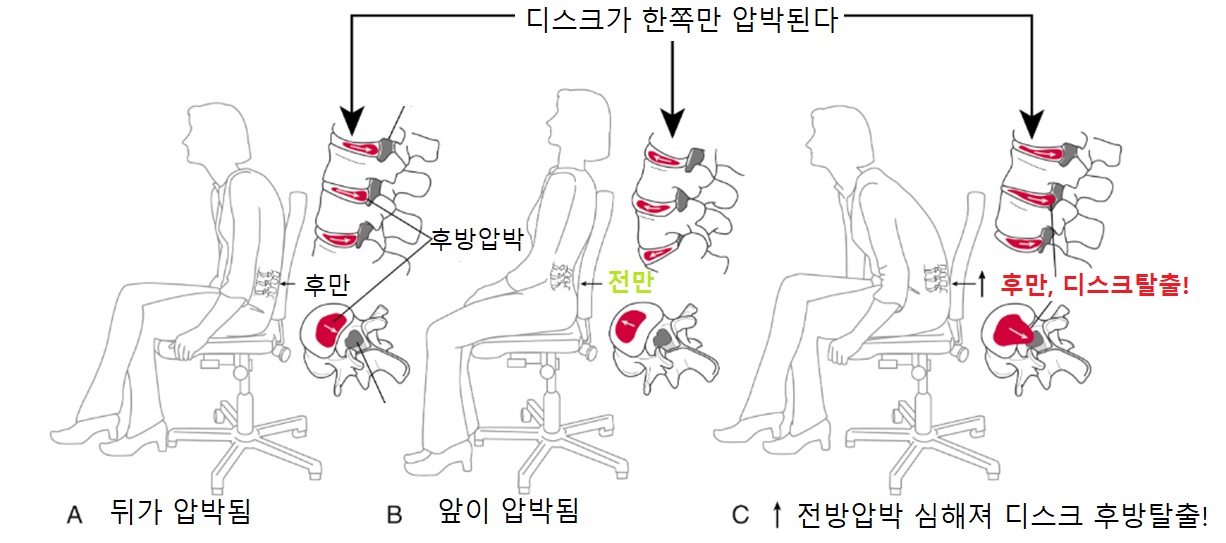 디스크가 한쪽만 압박된다
후방압박
후만
전만
↑ 후만, 디스크탈출!
A 뒤가 압박됨
B 앞이 압박됨
C ↑ 전방압박 심해져 디스크 후방탈출!